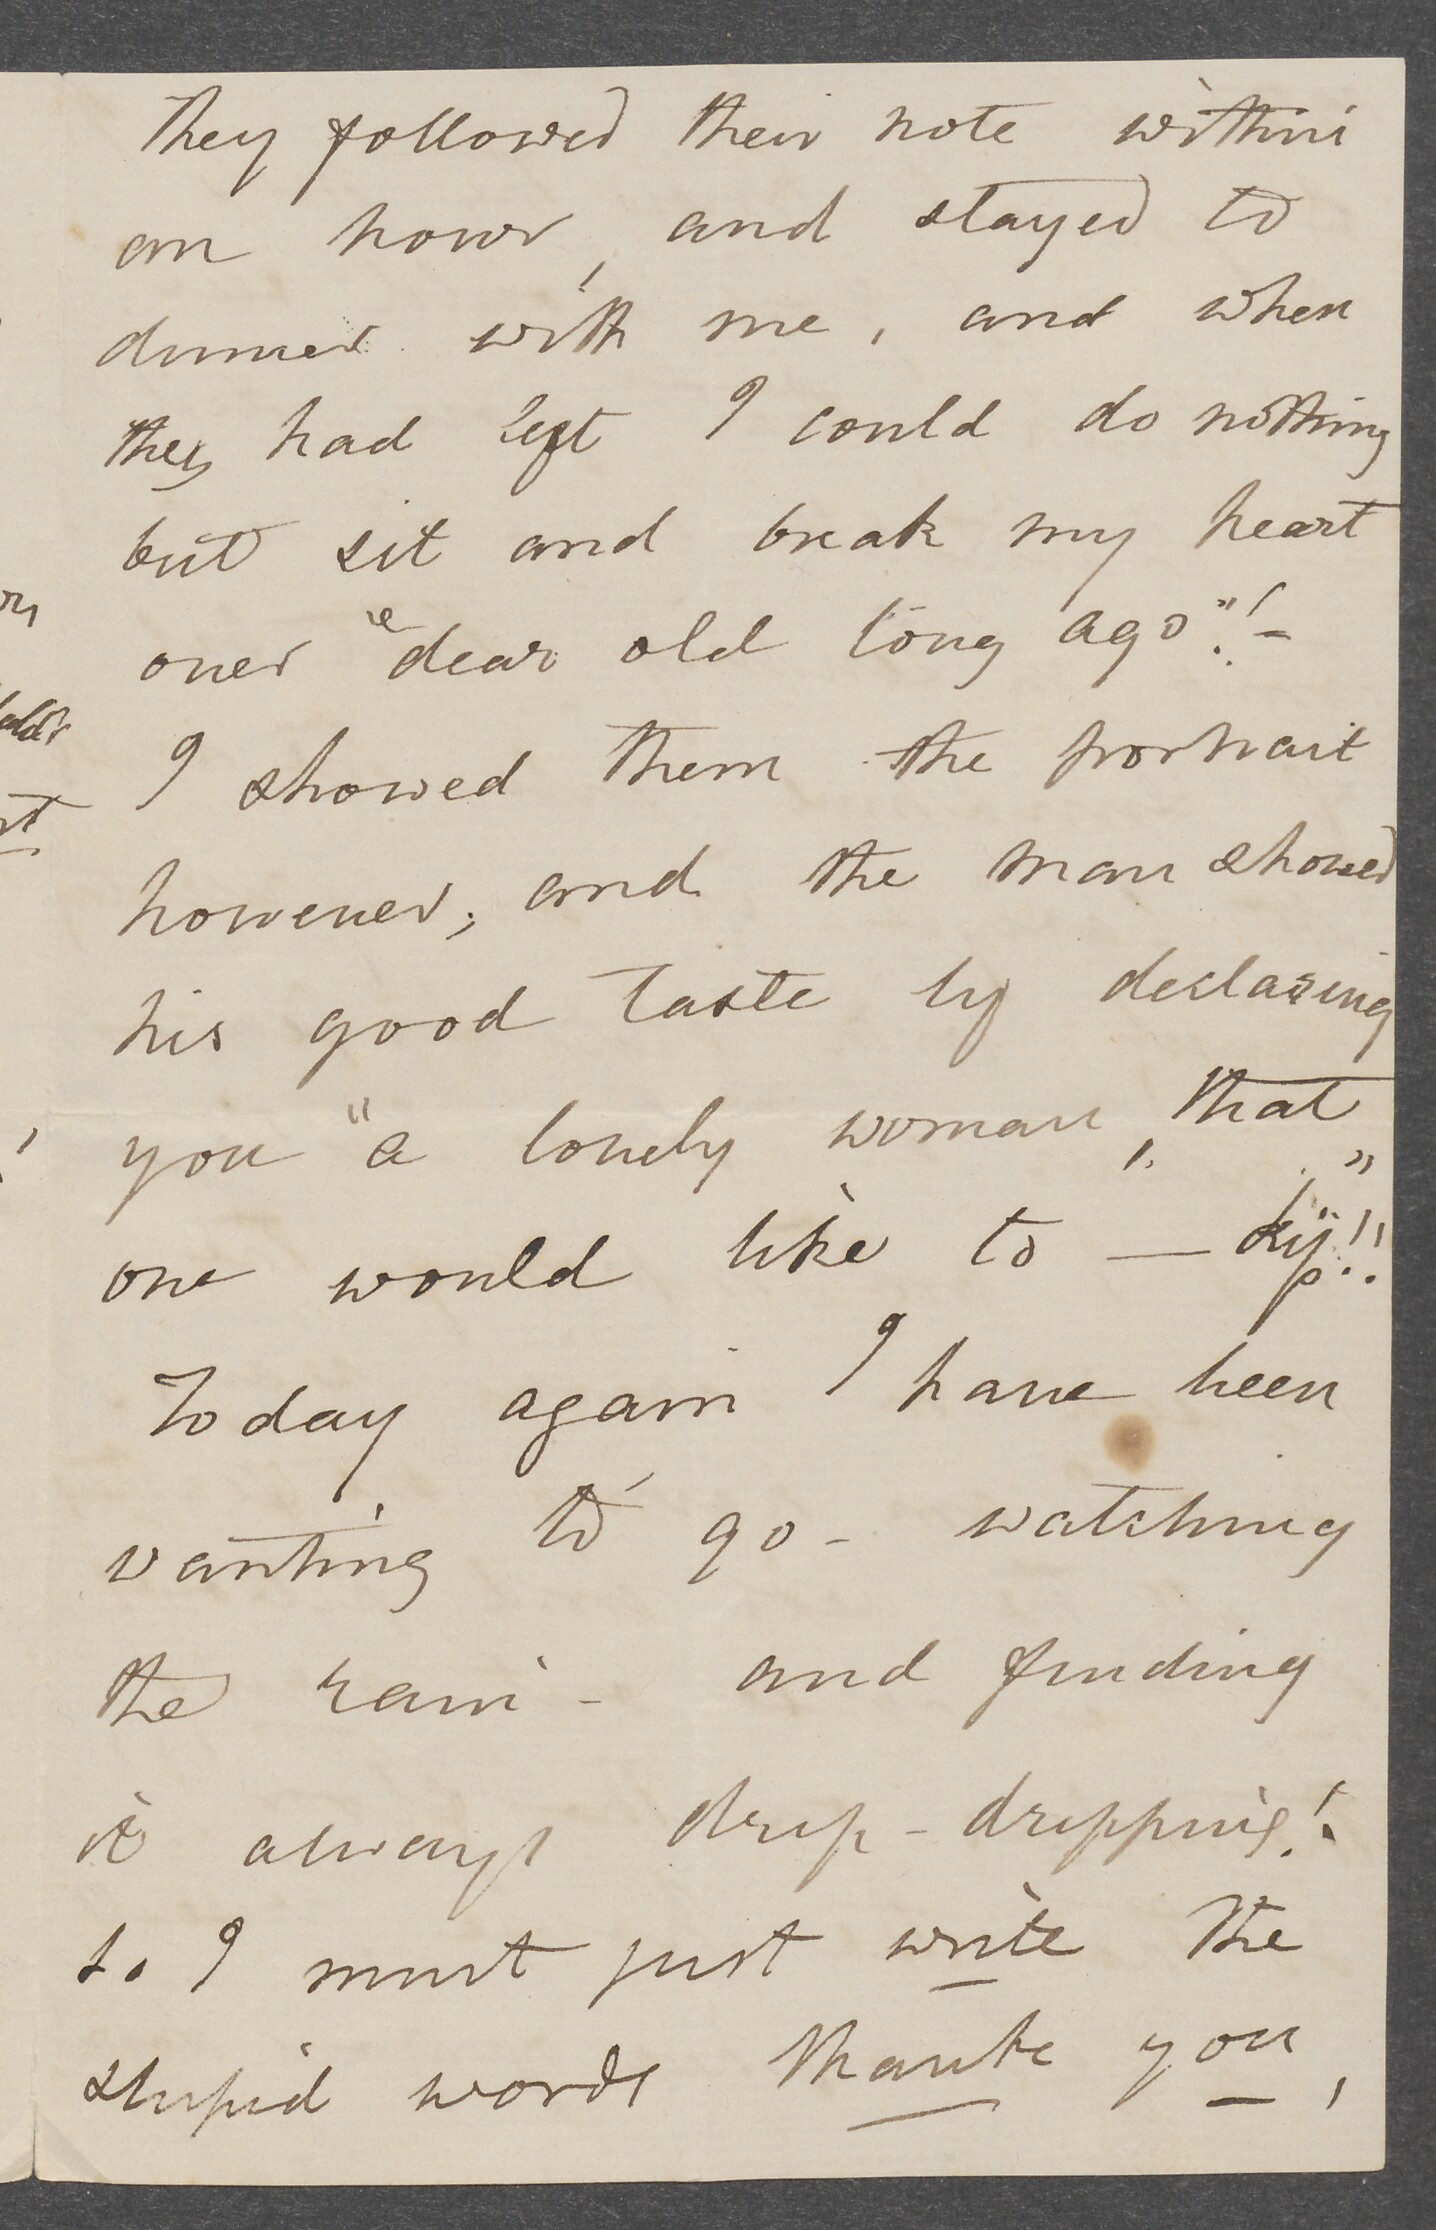 They followed their note within
an hour, and stayed to
dinner with me, and when
they had left I could do nothing
but sit and break my heart
over "dear old long ago"! -
I showed them the portrait
however, and the man showed
his good taste by declaring
you "a lovely woman, that
one would like to —"!!
Today again I have been
wanting to go - watching
the rain - and finding
it always drip-dripping!
So I must just write the
stupid words thank you,